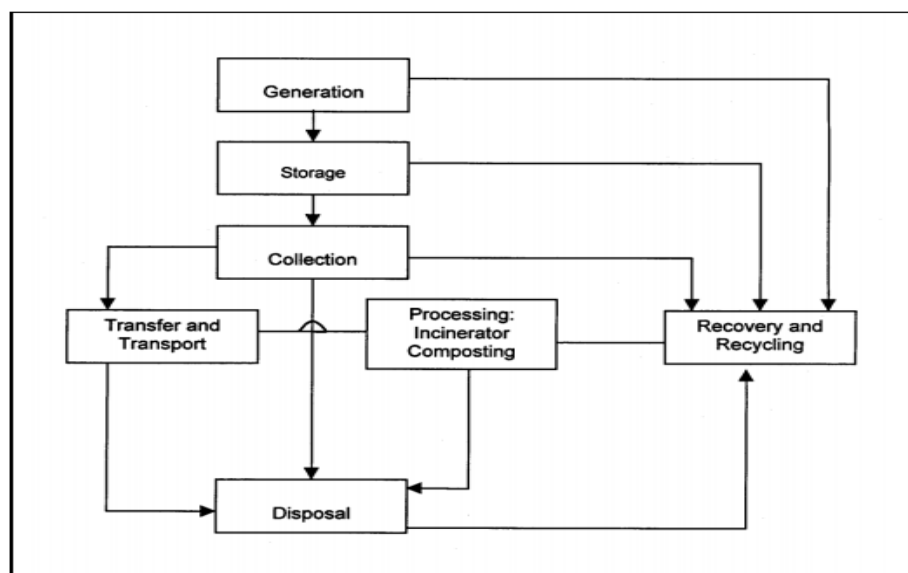 Generation
Storage
Collection
Transfer and
Transport
Processing:
Incinerator
Composting
Recovery and
Recycling
Disposal